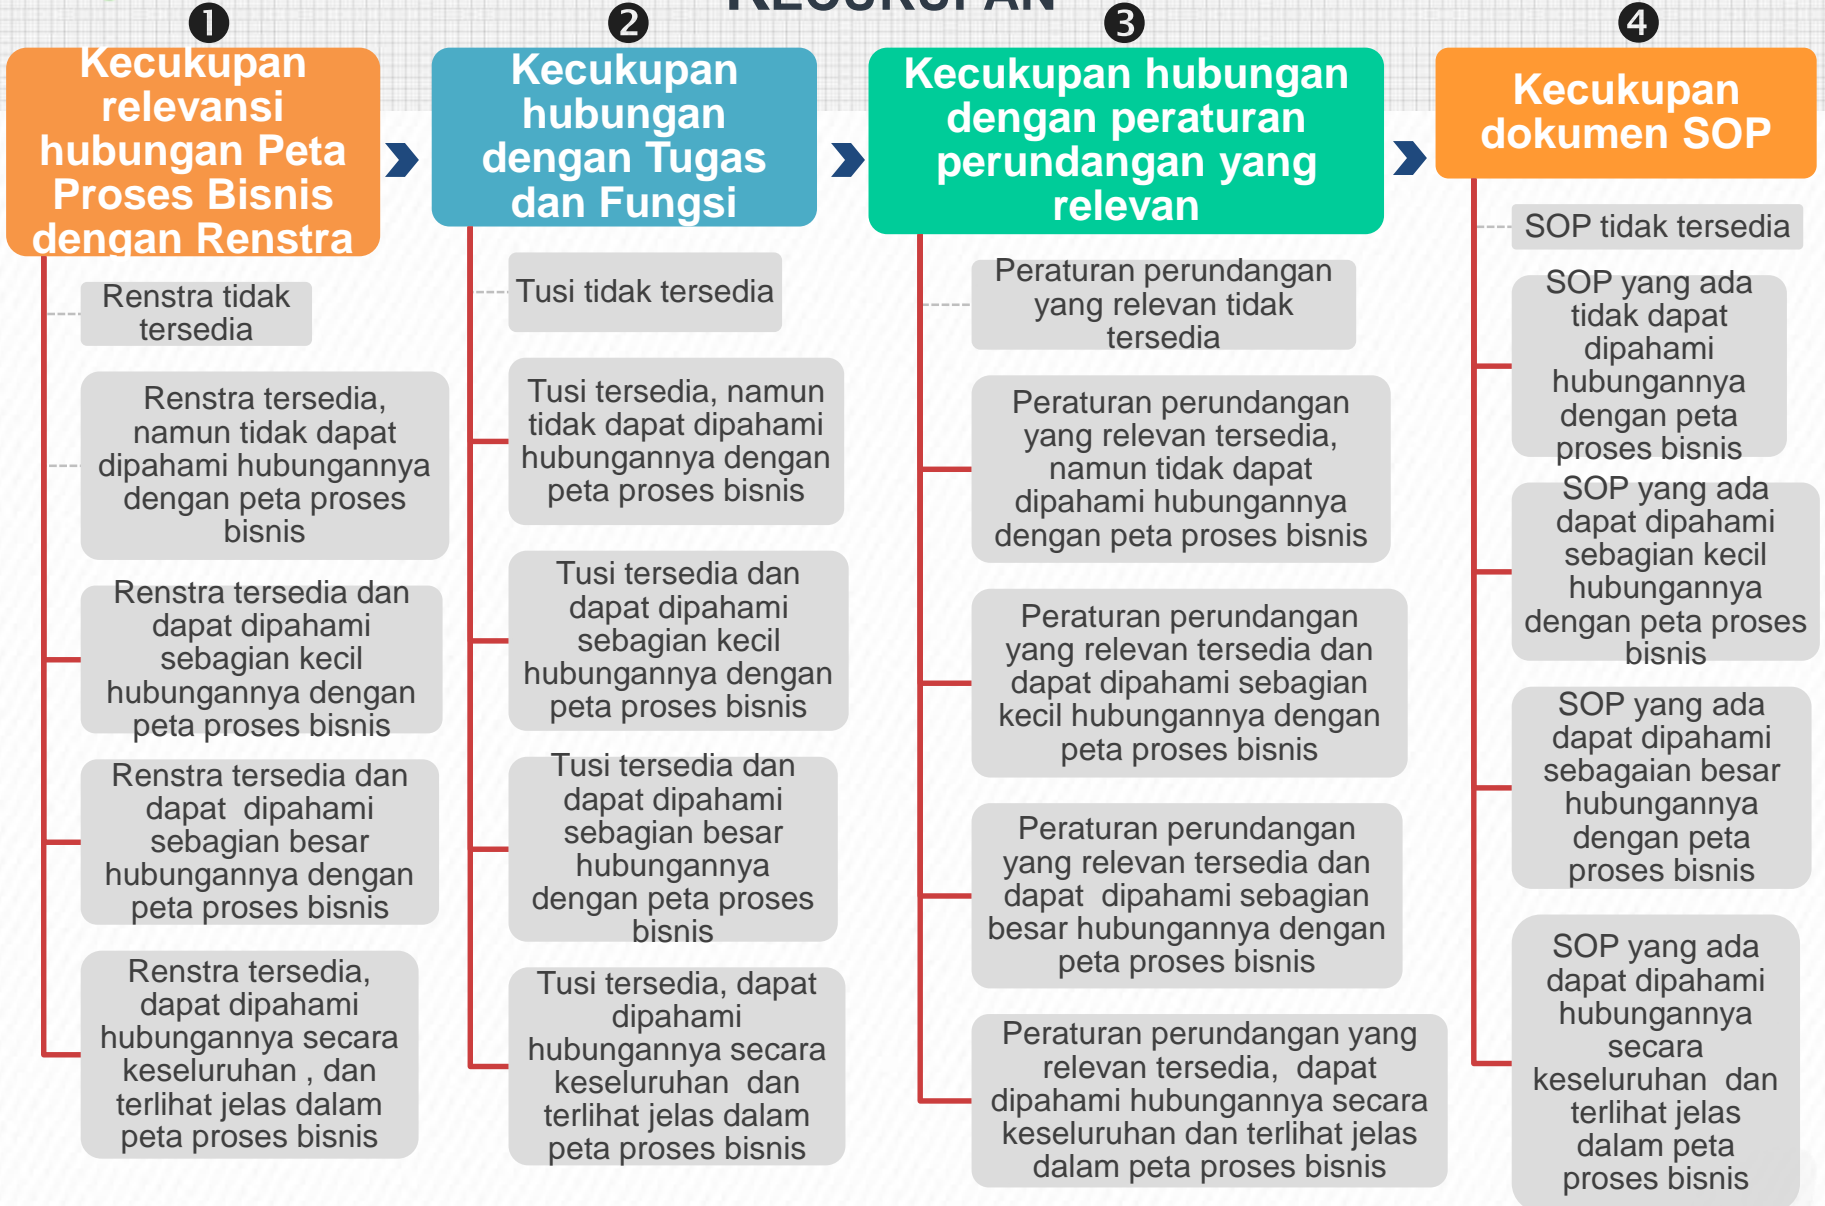 KECUKUPAN
❶
Kecukupan
relevansi
hubungan Peta
Proses Bisnis
dengan Renstra
Renstra tidak
tersedia
Renstra tersedia,
namun tidak dapat
dipahami hubungannya
dengan peta proses
bisnis
Renstra tersedia dan
dapat dipahami
sebagian kecil
hubungannya dengan
peta proses bisnis
Renstra tersedia dan
dapat dipahami
sebagian besar
hubungannya dengan
peta proses bisnis
Renstra tersedia,
dapat dipahami
hubungannya secara
keseluruhan , dan
terlihat jelas dalam
peta proses bisnis
❷
Kecukupan
hubungan
dengan Tugas
dan Fungsi
Tusi tidak tersedia
Tusi tersedia, namun
tidak dapat dipahami
hubungannya dengan
peta proses bisnis
Tusi tersedia dan
dapat dipahami
sebagian kecil
hubungannya dengan
peta proses bisnis
Tusi tersedia dan
dapat dipahami
sebagian besar
hubungannya
dengan peta proses
bisnis
Tusi tersedia, dapat
dipahami
hubungannya secara
keseluruhan dan
terlihat jelas dalam
peta proses bisnis
❸
Kecukupan hubungan
dengan peraturan
perundangan yang
relevan
Peraturan perundangan
yang relevan tidak
tersedia
Peraturan perundangan
yang relevan tersedia,
namun tidak dapat
dipahami hubungannya
dengan peta proses bisnis
Peraturan perundangan
yang relevan tersedia dan
dapat dipahami sebagian
kecil hubungannya dengan
peta proses bisnis
Peraturan perundangan
yang relevan tersedia dan
dapat dipahami sebagian
besar hubungannya dengan
peta proses bisnis
Peraturan perundangan yang
relevan tersedia, dapat
dipahami hubungannya secara
keseluruhan dan terlihat jelas
dalam peta proses bisnis
❹
Kecukupan
dokumen SOP
SOP tidak tersedia
SOP yang ada
tidak dapat
dipahami
hubungannya
dengan peta
proses bisnis
SOP yang ada
dapat dipahami
sebagian kecil
hubungannya
dengan peta proses
bisnis
SOP yang ada
dapat dipahami
sebagaian besar
hubungannya
dengan peta
proses bisnis
SOP yang ada
dapat dipahami
hubungannya
secara
keseluruhan dan
terlihat jelas
dalam peta
proses bisnis